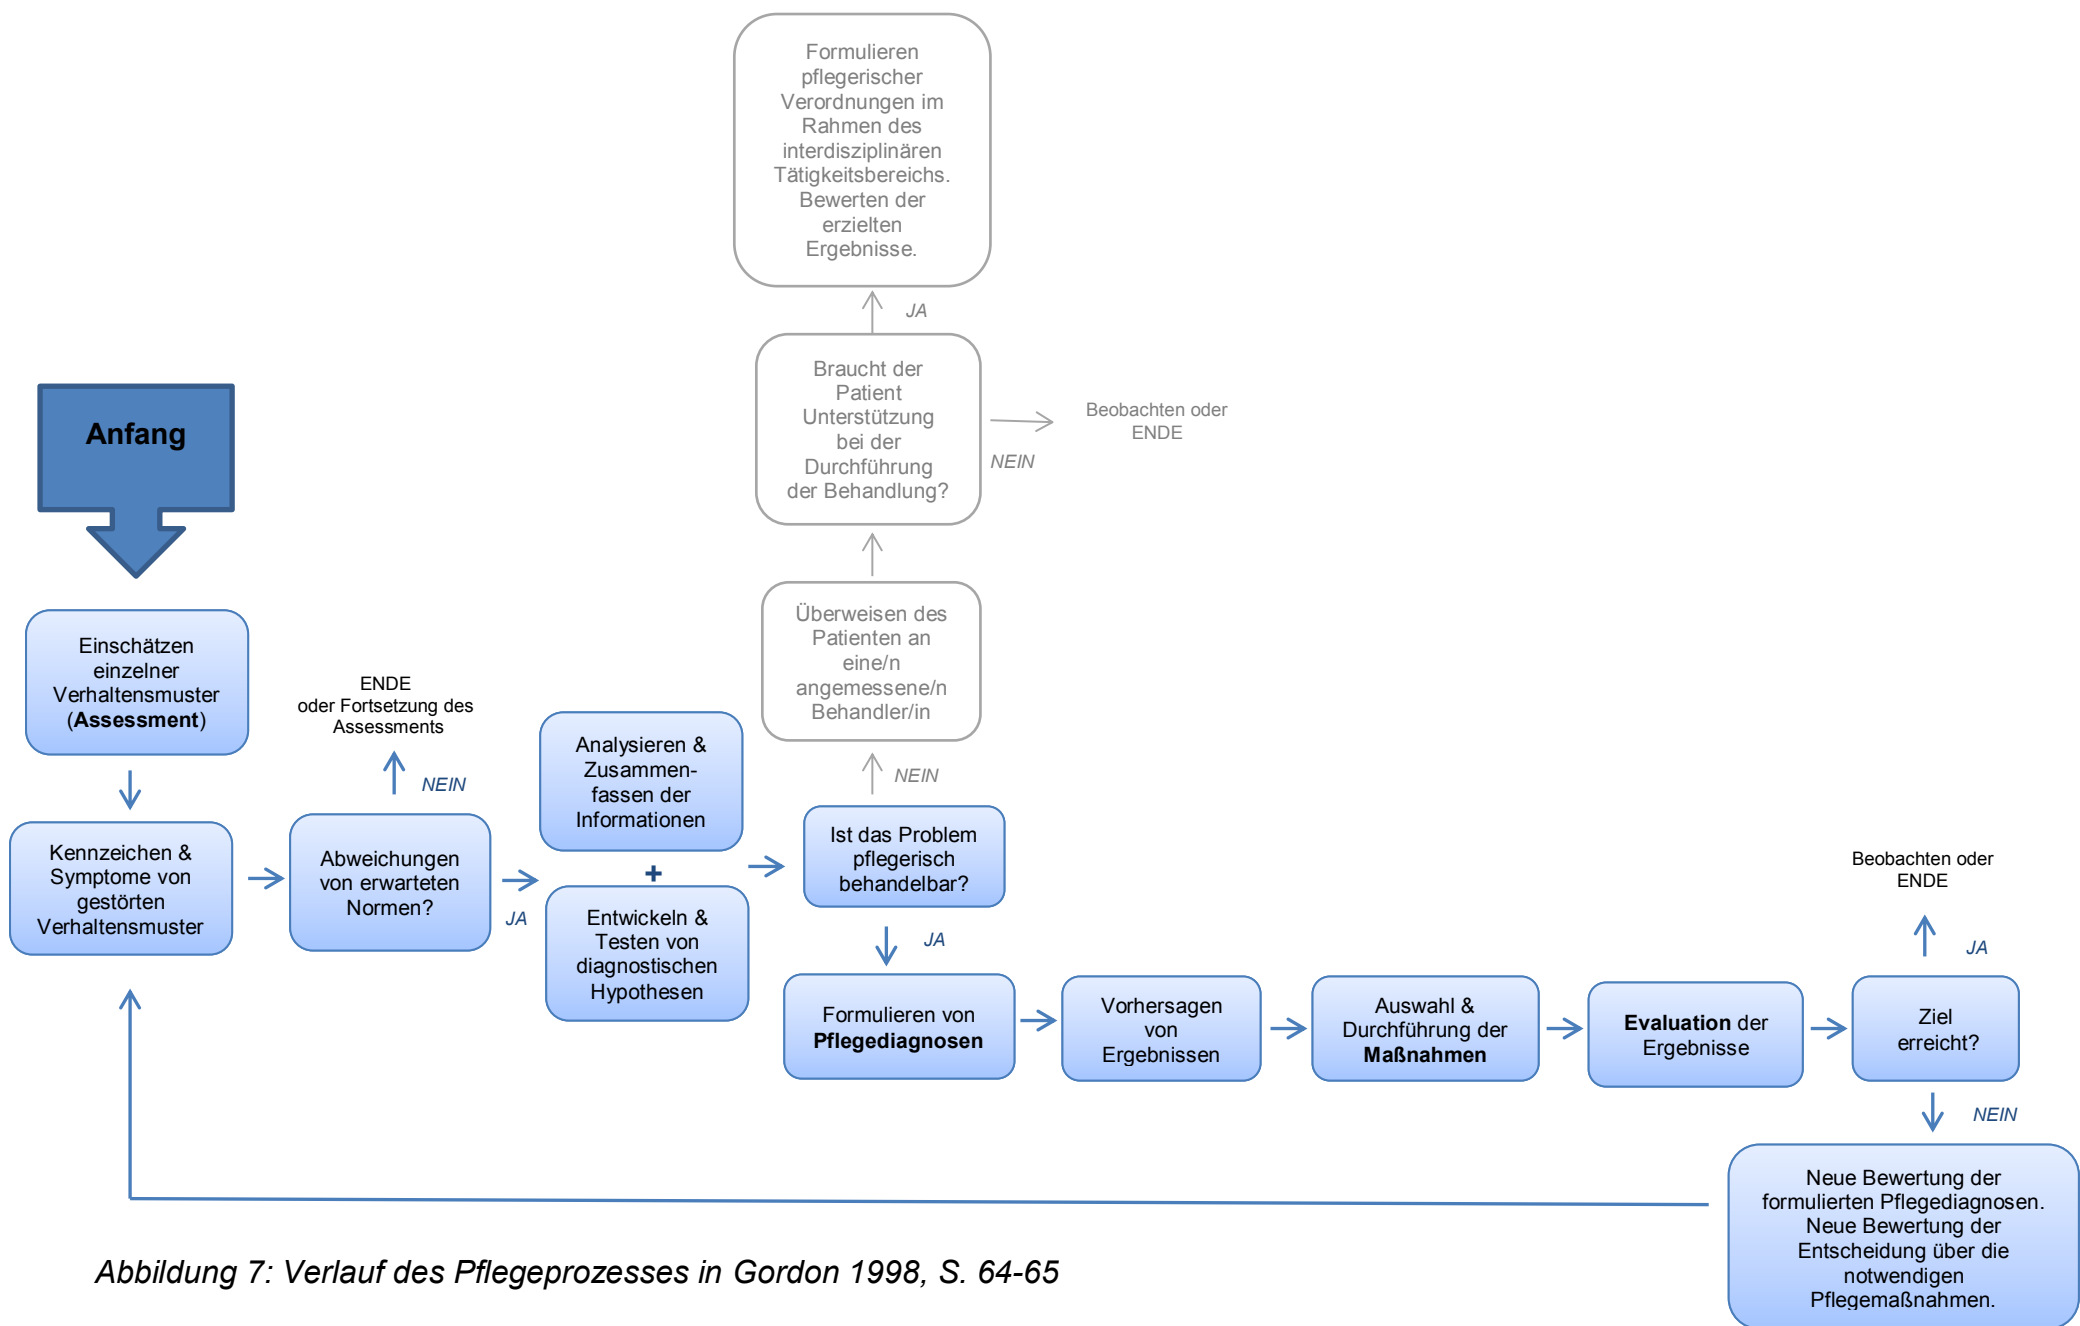 Formulieren
pflegerischer
Verordnungen im
Rahmen des
interdisziplinären
Tätigkeitsbereichs.
Bewerten der
erzielten
Ergebnisse.
JA
Braucht der
Patient
Unterstützung
bei der
Durchführung
der Behandlung?
NEIN
Beobachten oder
ENDE
Überweisen des
Patienten an
eine/n
angemessene/n
Behandler/in
NEIN
Anfang
Einschätzen
einzelner
Verhaltensmuster
(Assessment)
Kennzeichen &
Symptome von
gestörten
Verhaltensmuster
ENDE
oder Fortsetzung des
Assessments
NEIN
Abweichungen
von erwarteten
Normen?
JA
Analysieren &
Zusammen-
fassen der
Informationen
+
Entwickeln &
Testen von
diagnostischen
Hypothesen
Ist das Problem
pflegerisch
behandelbar?
JA
Formulieren von
Pflegediagnosen
Vorhersagen
von
Ergebnissen
Auswahl &
Durchführung der
Maßnahmen
Evaluation der
Ergebnisse
Beobachten oder
ENDE
JA
Ziel
erreicht?
NEIN
Neue Bewertung der
formulierten Pflegediagnosen.
Neue Bewertung der
Entscheidung über die
notwendigen
Pflegemaßnahmen.
Abbildung 7: Verlauf des Pflegeprozesses in Gordon 1998, S. 64-65